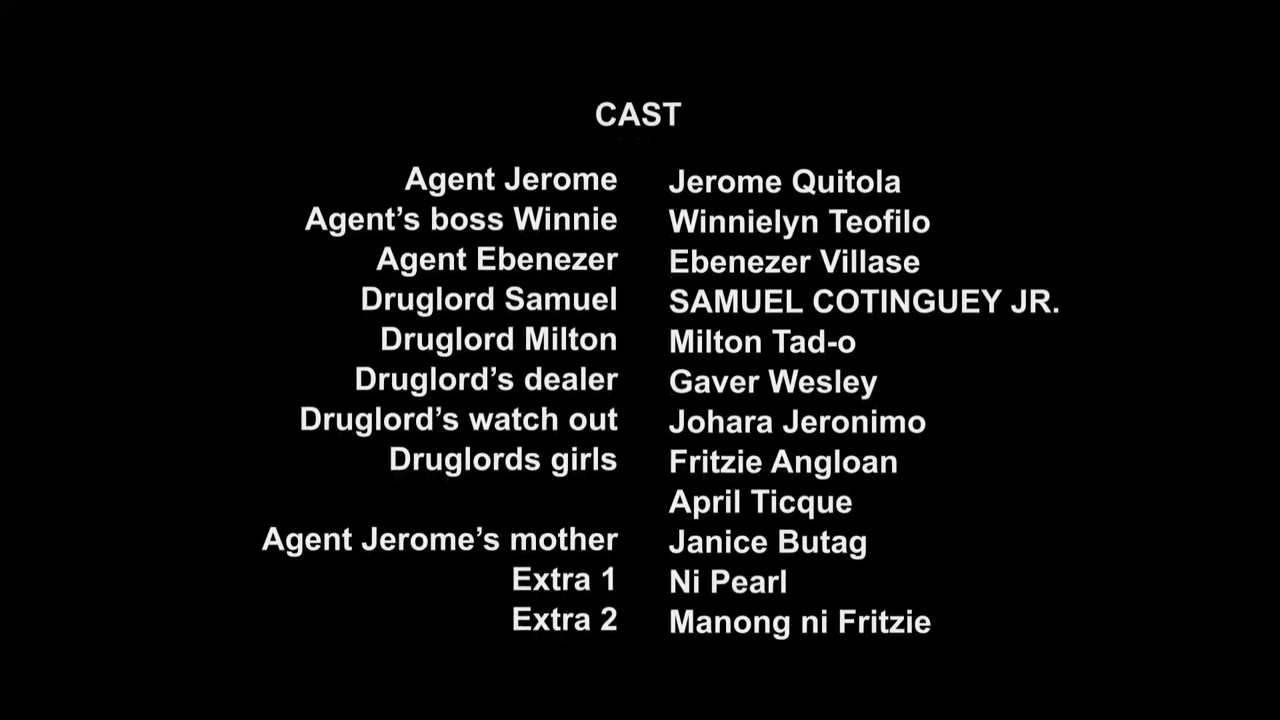 CAST
Agent Jerome Jerome Quitola
Agent’s boss Winnie Winnielyn Teofilo
Agent Ebenezer Ebenezer Villase
Druglord Samuel SAMUEL COTINGUEY JR.
Druglord Milton Milton Tad-o
Druglord’s dealer Gaver Wesley
Druglord’s watch out Johara Jeronimo
Druglords girls Fritzie Angloan
April Ticque
Agent Jerome’s mother Janice Butag
Extra 1 Ni Pearl
Extra 2 Manong ni Fritzie